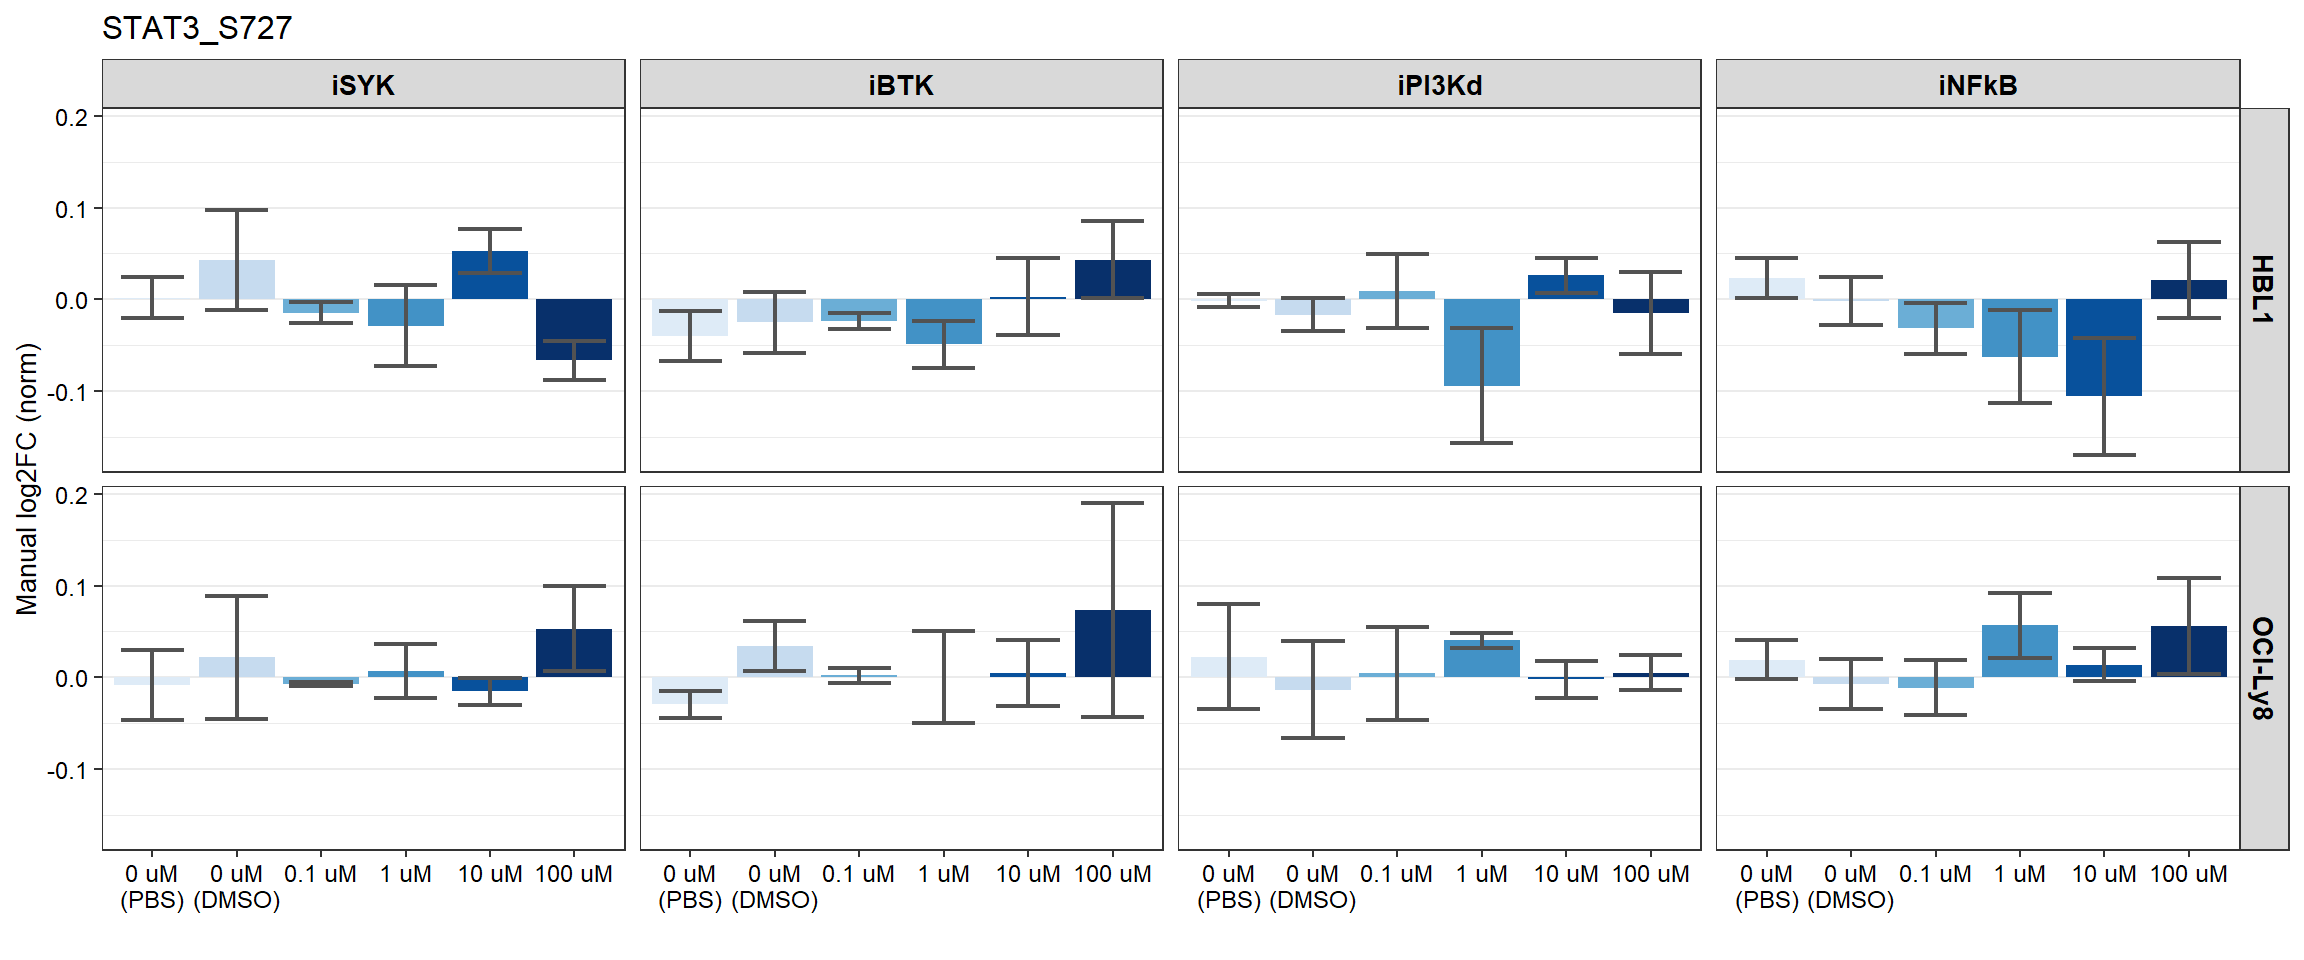 STAT3_S727
iSYK
iBTK
iPI3Kd
iNFkB
HBL1
OCI-Ly8
Manual log2FC (norm)
0.2
0.1
0.0
-0.1
0.2
0.1
0.0
-0.1
0 uM 0 uM 0.1 uM 1 uM 10 uM 100 uM
(PBS) (DMSO)
0 uM 0 uM 0.1 uM 1 uM 10 uM 100 uM
(PBS) (DMSO)
0 uM 0 uM 0.1 uM 1 uM 10 uM 100 uM
(PBS) (DMSO)
0 uM 0 uM 0.1 uM 1 uM 10 uM 100 uM
(PBS) (DMSO)